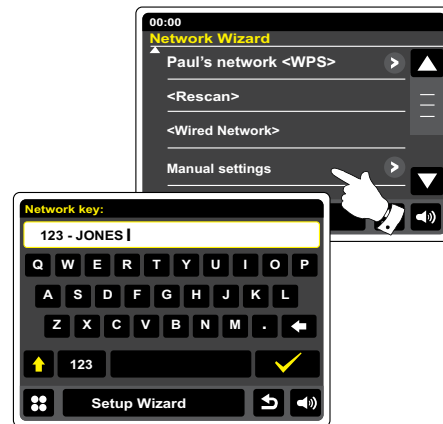 00:00
Network Wizard
Paul's network <WPS>
<Rescan>
<Wired Network>
Manual settings
Network key:
123 - JONES
Q W E R T Y U I O P
A S D F G H J K L
Z X C V B N M .
123
Setup Wizard